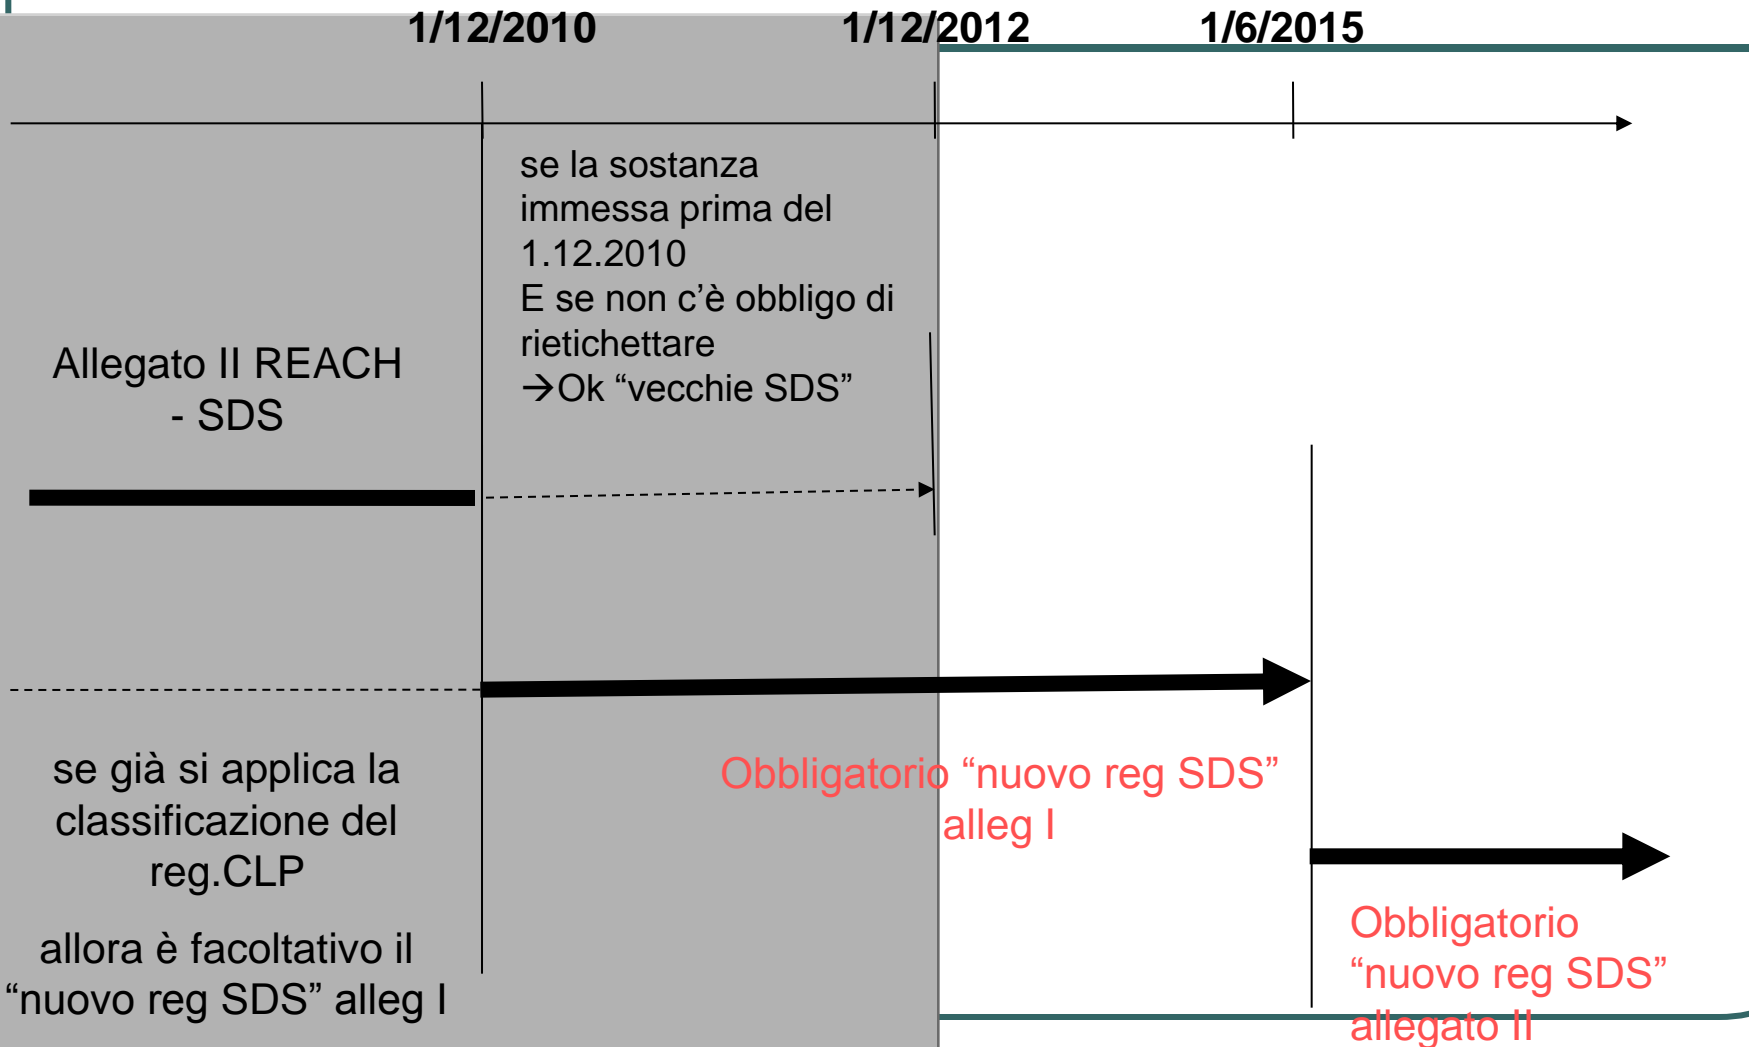 1/12/2010
1/12/2012
1/6/2015
se la sostanza
immessa prima del
1.12.2010
E se non c’è obbligo di
rietichettare
→Ok “vecchie SDS”
Allegato II REACH
- SDS
se già si applica la
classificazione del
reg.CLP
allora è facoltativo il
“nuovo reg SDS” alleg I
Obbligatorio “nuovo reg SDS”
alleg I
Obbligatorio
“nuovo reg SDS”
allegato II